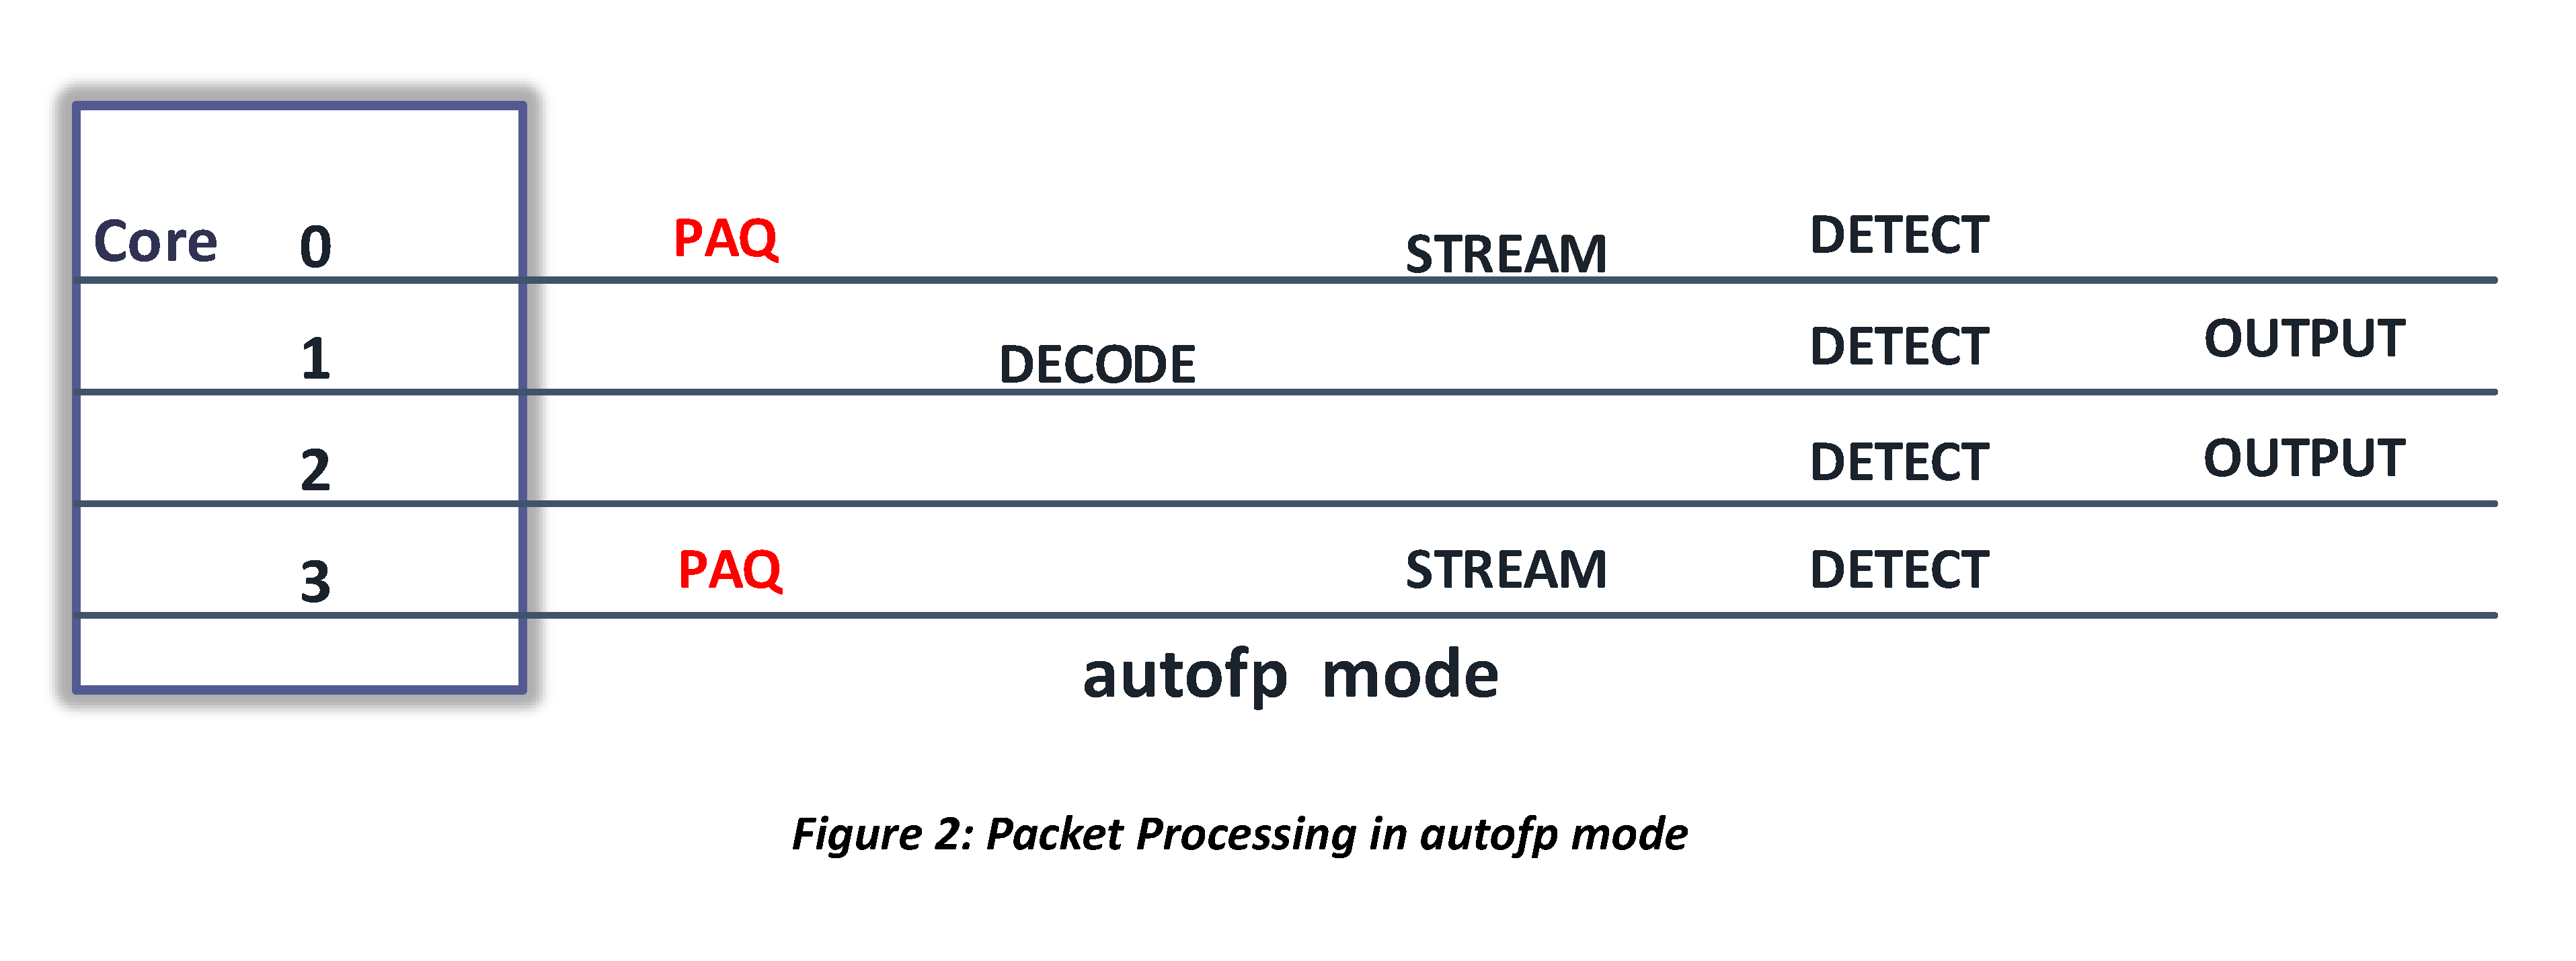 Core 0 PAQ STREAM DETECT
1 DECODE DETECT OUTPUT
2 DETECT OUTPUT
3 PAQ STREAM DETECT
autofp mode
Figure 2: Packet Processing in autofp mode